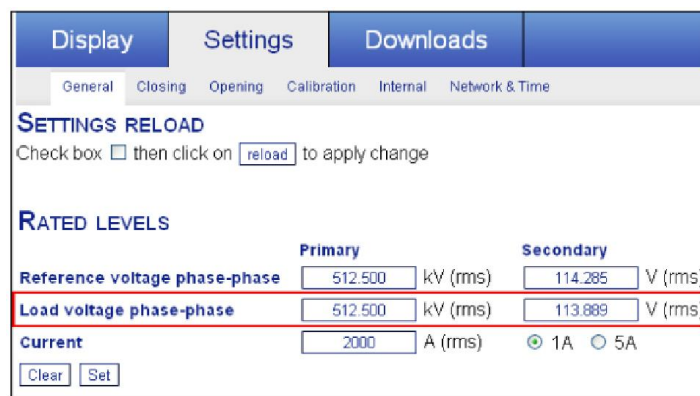 Display Settings Downloads
General Closing Opening Calibration Internal Network & Time
SETTINGS RELOAD
Check box then click on reload to apply change
RATED LEVELS
Primary Secondary
Reference voltage phase-phase 512.500 kV (rms) 114.285 V (rms)
Load voltage phase-phase 512.500 kV (rms) 113.889 V (rms)
Current 2000 A (rms) 1A 5A
Clear Set